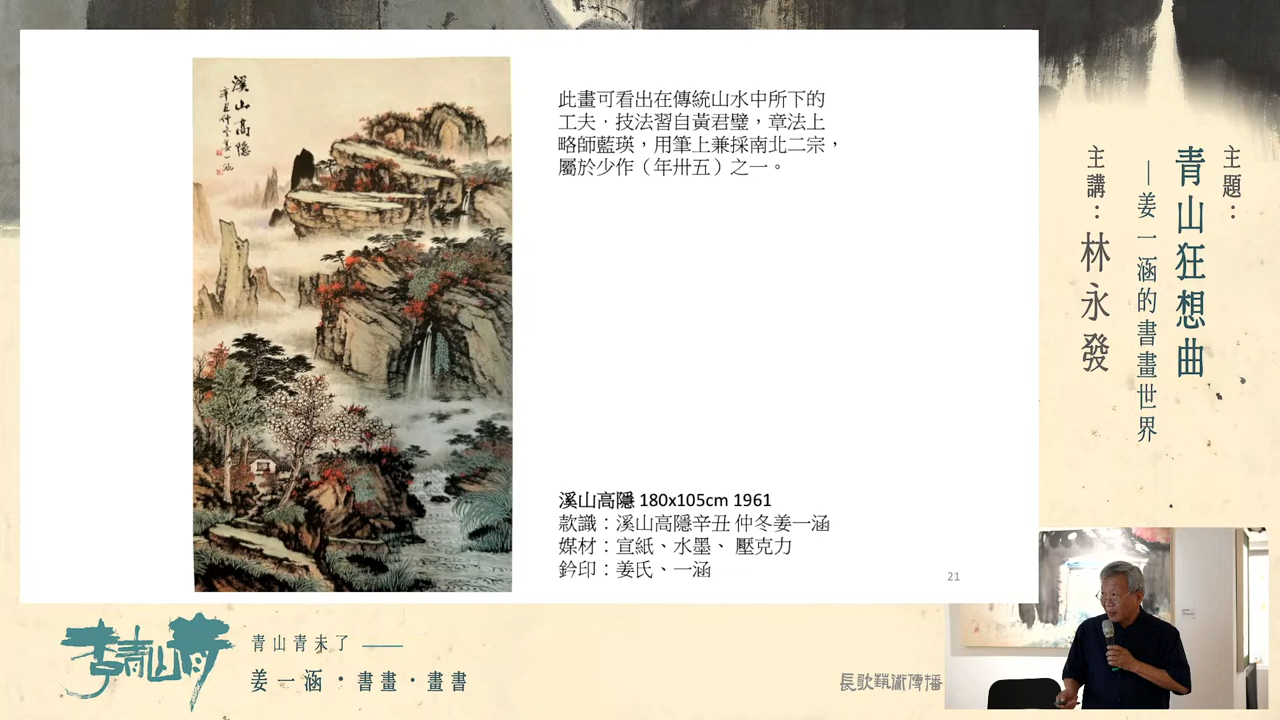 溪山高隱
辛丑仲冬姜一涵
此畫可看出在傳統山水中所下的
工夫．技法習自黃君璧，章法上
略師藍瑛，用筆上兼採南北二宗，
屬於少作（年卅五）之一。
溪山高隱 180x105cm 1961
款識：溪山高隱辛丑 仲冬姜一涵
媒材：宣紙、水墨、 壓克力
鈐印：姜氏、一涵
21
主題：
青山狂想曲
—姜一涵的書畫世界
主講：林永發
青山青未了——
姜一涵・書畫・畫書
長歌藝術傳播